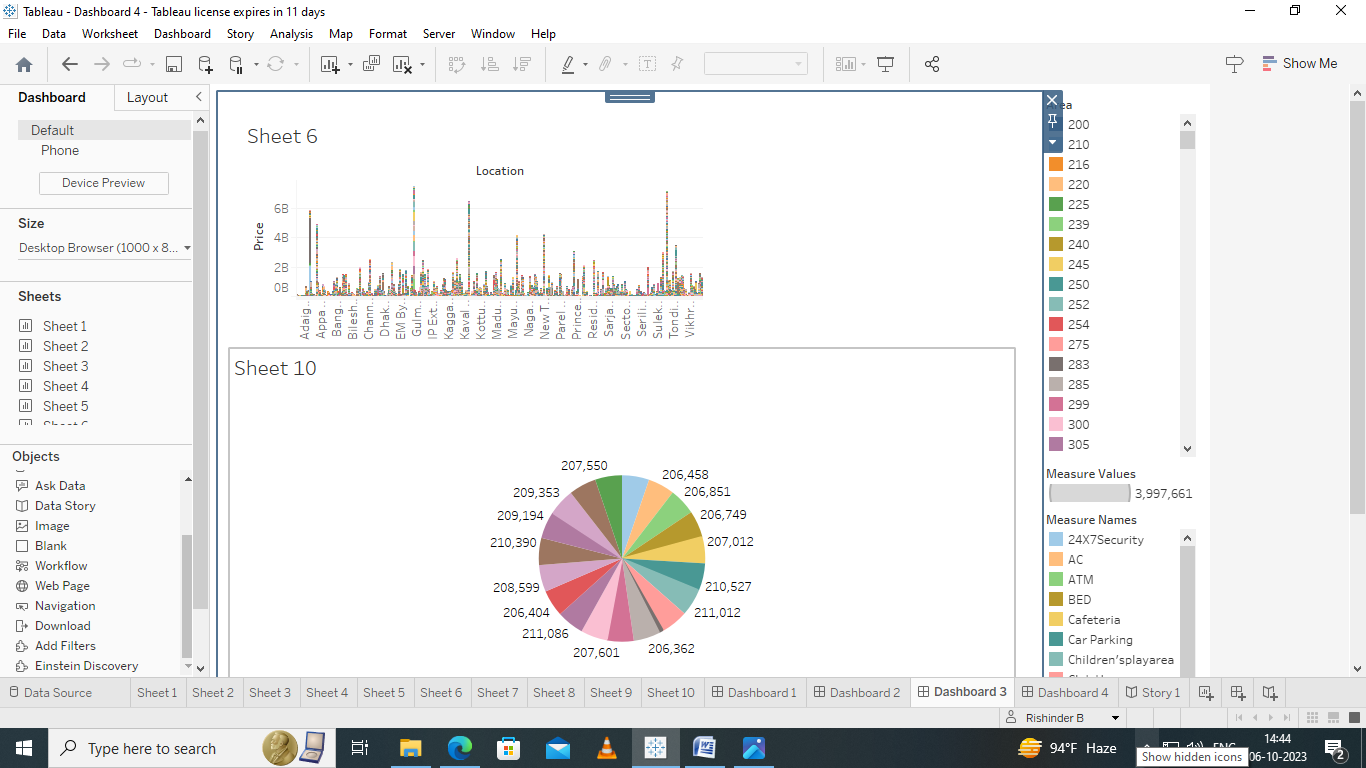 Tableau - Dashboard 4 - Tableau license expires in 11 days
File Data Worksheet Dashboard Story Analysis Map Format Server Window Help
Show Me
Dashboard Layout
Default
Phone
Device Preview
Size
Desktop Browser (1000 x 8...
Sheets
Sheet 1
Sheet 2
Sheet 3
Sheet 4
Sheet 5
Objects
Ask Data
Data Story
Image
Blank
Workflow
Web Page
Navigation
Download
Add Filters
Einstein Discovery
Sheet 6
Location
Price
6B
4B
2B
0B
Adaig.. Appa.. Bang.. Bilesh.. Chann.. Dhak.. EM By.. Gulm.. IP Ext.. Kagga.. Kaval.. Kottu.. Madu.. Mayu.. Naga.. New T.. Parel.. Prince.. Resid.. Sarja.. Secto.. Serili.. Sulek.. Tondi.. Vikhr..
Sheet 10
207,550
206,458
209,353
206,851
209,194
206,749
210,390
207,012
208,599
210,527
206,404
211,012
211,086
206,362
207,601
200
210
216
220
225
239
240
245
250
252
254
275
283
285
299
300
305
Measure Values
3,997,661
Measure Names
24X7Security
AC
ATM
BED
Cafeteria
Car Parking
Children'splayarea
Data Source Sheet 1 Sheet 2 Sheet 3 Sheet 4 Sheet 5 Sheet 6 Sheet 7 Sheet 8 Sheet 9 Sheet 10 Dashboard 1 Dashboard 2 Dashboard 3 Dashboard 4 Story 1
Rishinder B
Type here to search
94°F Haze
14:44
06-10-2023
2
Show hidden icons